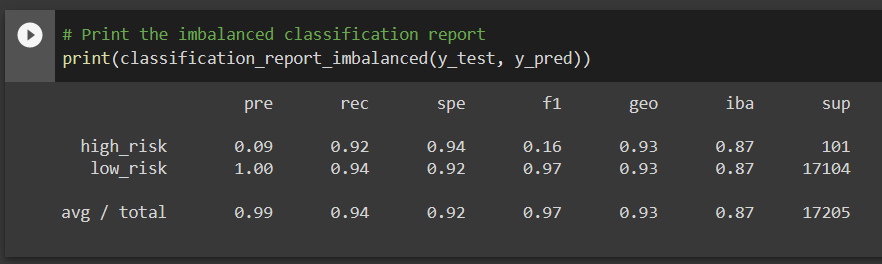 # Print the imbalanced classification report
print(classification_report_imbalanced(y_test, y_pred))
pre rec spe f1 geo iba sup
high_risk 0.09 0.92 0.94 0.16 0.93 0.87 101
low_risk 1.00 0.94 0.92 0.97 0.93 0.87 17104
avg / total 0.99 0.94 0.92 0.97 0.93 0.87 17205